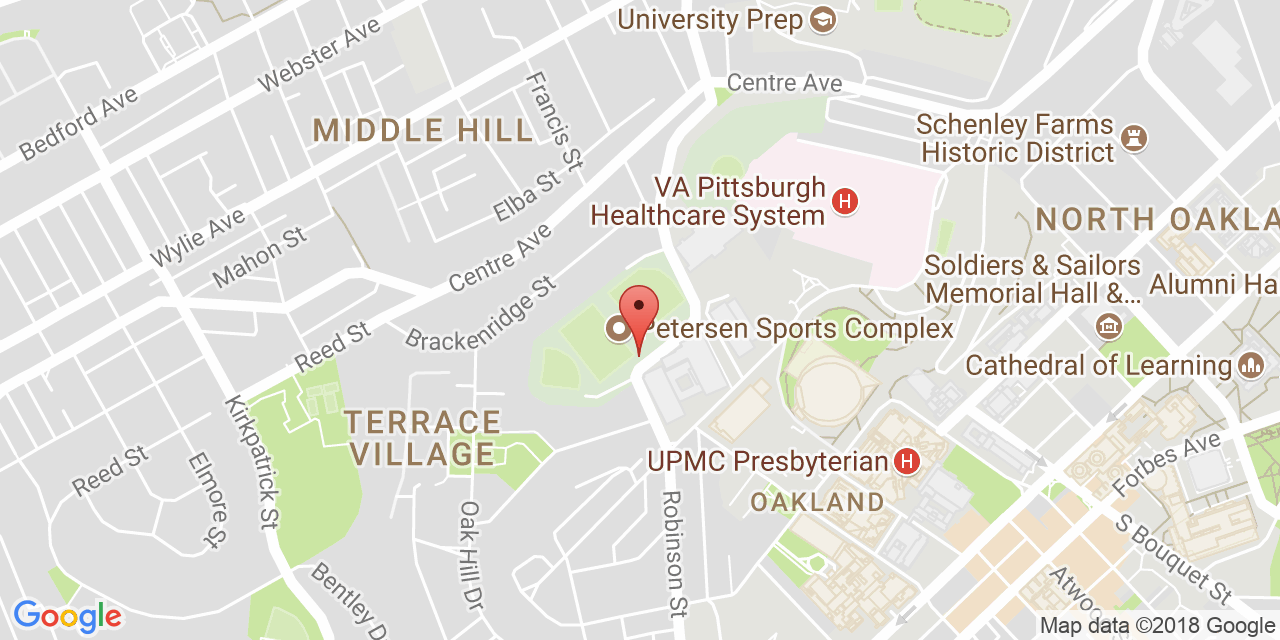 University Prep
Centre Ave
Webster Ave
Bedford Ave
MIDDLE HILL
Francis St
Schenley Farms
Historic District
VA Pittsburgh
Healthcare System
Elba St
Wylie Ave
Mahon St
NORTH OAKLA
Centre Ave
Soldiers & Sailors
Memorial Hall &...
Alumni Ha
Brackenridge St
Reed St
Petersen Sports Complex
Cathedral of Learning
Kirkpatrick St
TERRACE
VILLAGE
Reed St
Elmore St
UPMC Presbyterian
H
H
OAKLAND
Forbes Ave
Oak Hill Dr
Robinson St
S Bouquet St
Bentley D
Atwoo
Google
Map data ©2018 Google